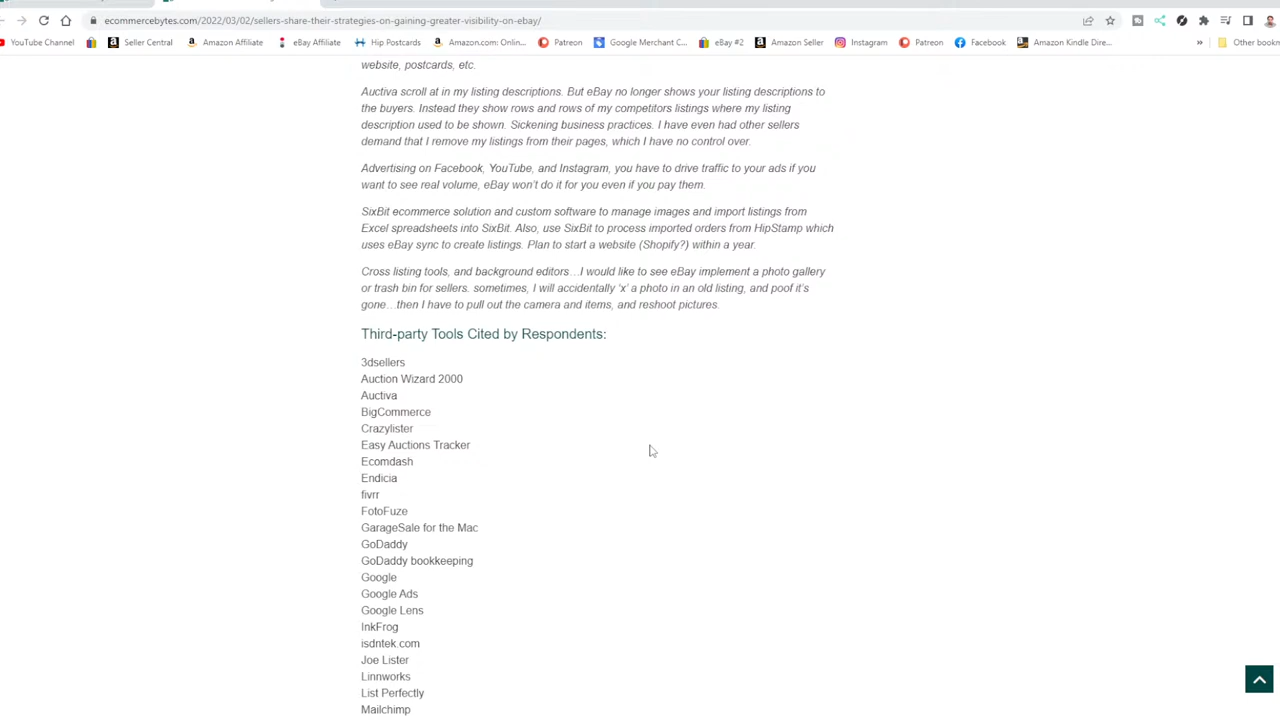 ecommercebytes.com/2022/03/02/sellers-share-their-strategies-on-gaining-greater-visibility-on-ebay/
YouTube Channel Seller Central Amazon Affiliate eBay Affiliate Hip Postcards Amazon.com: Onlin... Patreon Google Merchant C... eBay #2 Amazon Seller Instagram Patreon Facebook Amazon Kindle Dire... » Other bookm
website, postcards, etc.
Auctiva scroll at in my listing descriptions. But eBay no longer shows your listing descriptions to
the buyers. Instead they show rows and rows of my competitors listings where my listing
description used to be shown. Sickening business practices. I have even had other sellers
demand that I remove my listings from their pages, which I have no control over.
Advertising on Facebook, YouTube, and Instagram, you have to drive traffic to your ads if you
want to see real volume, eBay won't do it for you even if you pay them.
SixBit ecommerce solution and custom software to manage images and import listings from
Excel spreadsheets into SixBit. Also, use SixBit to process imported orders from HipStamp which
uses eBay sync to create listings. Plan to start a website (Shopify?) within a year.
Cross listing tools, and background editors…I would like to see eBay implement a photo gallery
or trash bin for sellers. sometimes, I will accidentally 'x' a photo in an old listing, and poof it's
gone…then I have to pull out the camera and items, and reshoot pictures.
Third-party Tools Cited by Respondents:
3dsellers
Auction Wizard 2000
Auctiva
BigCommerce
Crazylister
Easy Auctions Tracker
Ecomdash
Endicia
fivrr
FotoFuze
GarageSale for the Mac
GoDaddy
GoDaddy bookkeeping
Google
Google Ads
Google Lens
InkFrog
isdntek.com
Joe Lister
Linnworks
List Perfectly
Mailchimp